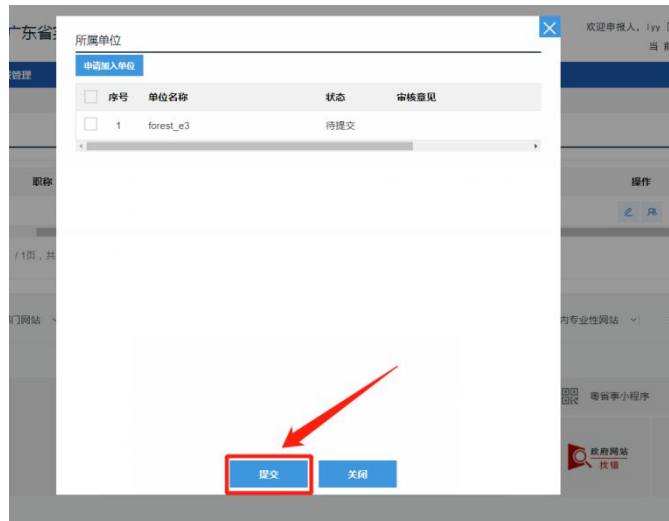 广东省
欢迎申报人，lyy
当前
管理
所属单位
申请加入单位
序号 单位名称 状态 审核意见
1 forest_e3 待提交
职称
操作
/1页，共
门网站
内专业性网站
粤省事小程序
政府网站
找错
提交 关闭